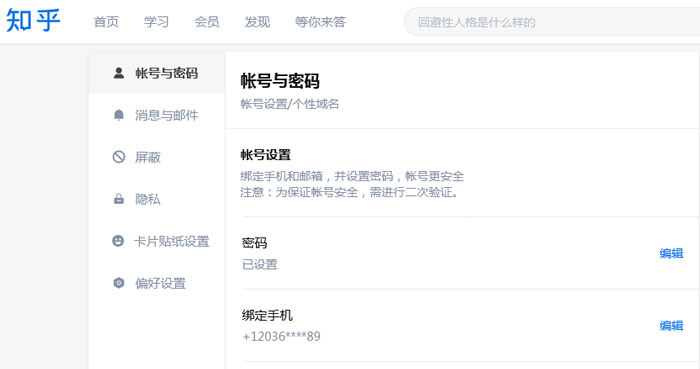 知乎 首页 学习 会员 发现 等你来答 回避性人格是什么样的
帐号与密码
消息与邮件
屏蔽
隐私
卡片贴纸设置
偏好设置
帐号与密码
帐号设置/个性域名
帐号设置
绑定手机和邮箱，并设置密码，帐号更安全
注意：为保证帐号安全，需进行二次验证。
密码
已设置
编辑
绑定手机
+12036****89
编辑